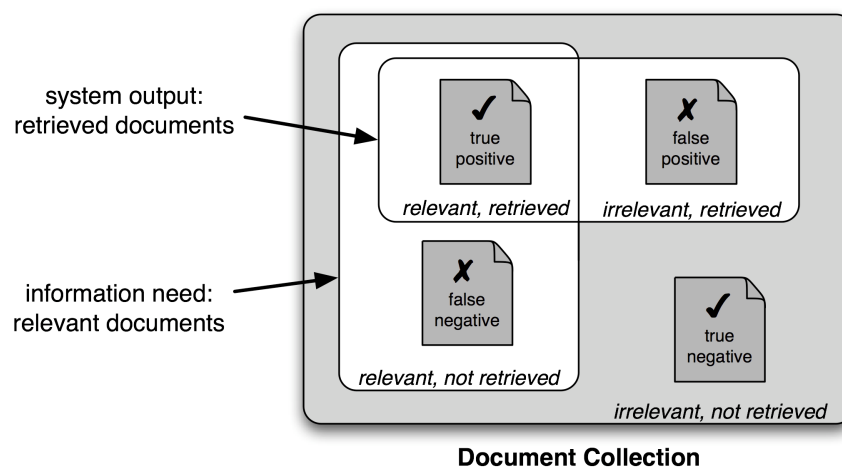 system output:
retrieved documents
✔
true
positive
✗
false
positive
relevant, retrieved
irrelevant, retrieved
information need:
relevant documents
✗
false
negative
✔
true
negative
relevant, not retrieved
irrelevant, not retrieved
Document Collection